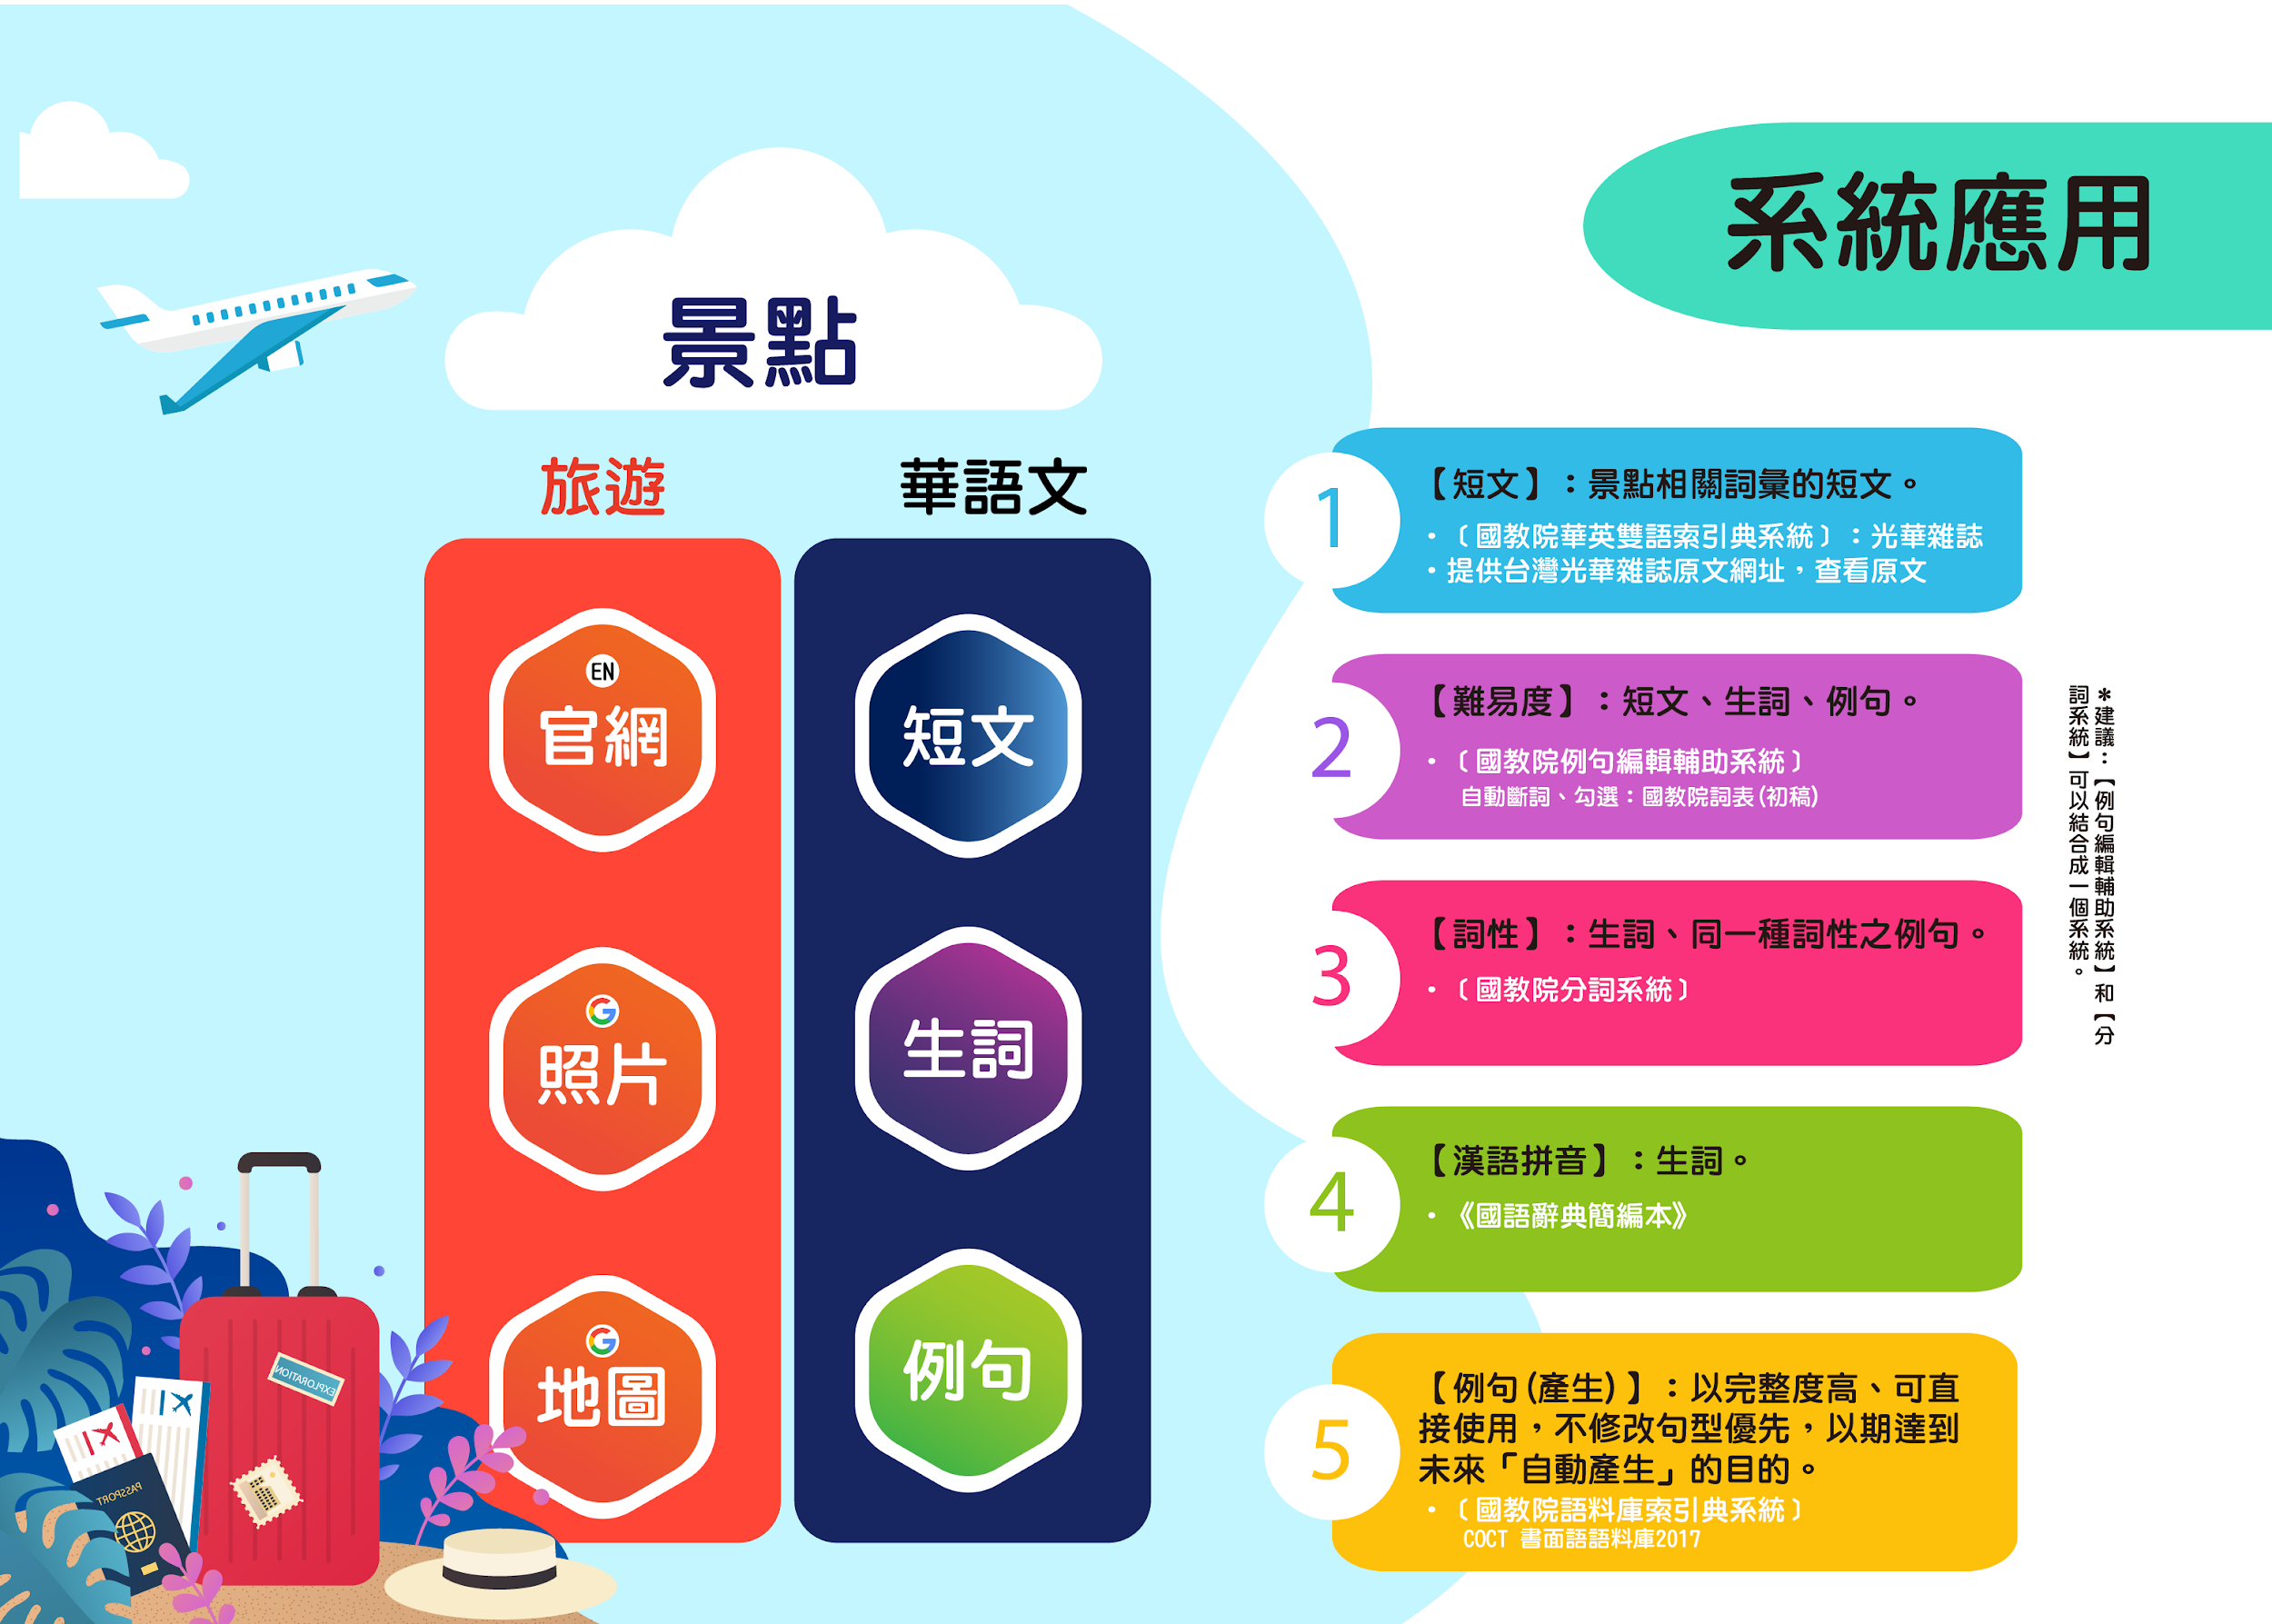 系統應用
景點
旅遊
EN
官網
G
照片
G
地圖
華語文
短文
生詞
例句
1
【短文】：景點相關詞彙的短文。
・〔國教院華英雙語索引典系統〕：光華雜誌
・提供台灣光華雜誌原文網址，查看原文
2
【難易度】：短文、生詞、例句。
・〔國教院例句編輯輔助系統〕
自動斷詞、勾選：國教院詞表(初稿)
3
【詞性】：生詞、同一種詞性之例句。
・〔國教院分詞系統〕
4
【漢語拼音】：生詞。
・《國語辭典簡編本》
5
【例句(產生)】：以完整度高、可直
接使用，不修改句型優先，以期達到
未來「自動產生」的目的。
・〔國教院語料庫索引典系統〕
COCT 書面語語料庫2017
＊建議：【例句編輯輔助系統】和【分
詞系統】可以結合成一個系統。
EXPLORATION
PASSPORT